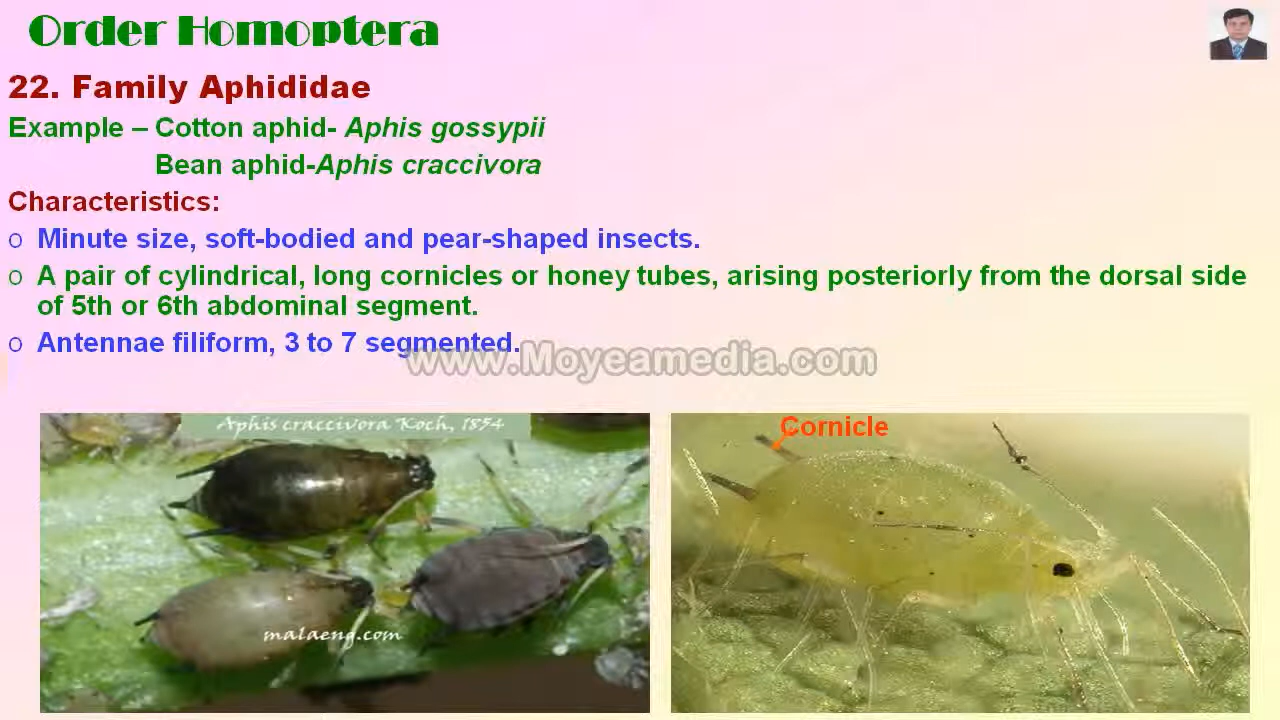 Order Homoptera
22. Family Aphididae
Example – Cotton aphid- Aphis gossypii
Bean aphid-Aphis craccivora
Characteristics:
o Minute size, soft-bodied and pear-shaped insects.
o A pair of cylindrical, long cornicles or honey tubes, arising posteriorly from the dorsal side
of 5th or 6th abdominal segment.
o Antennae filiform, 3 to 7 segmented.
www.Moyeamedia.com
Aphis craccivora Koch, 1854
malaeng.com
Cornicle